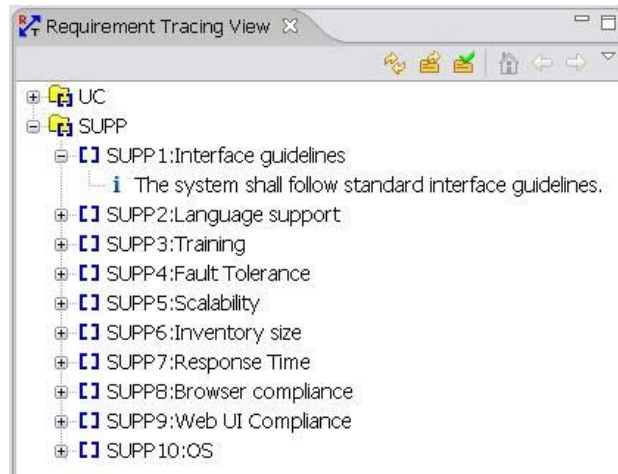 Requirement Tracing View
UC
SUPP
SUPP1:Interface guidelines
i The system shall follow standard interface guidelines.
SUPP2:Language support
SUPP3:Training
SUPP4:Fault Tolerance
SUPP5:Scalability
SUPP6:Inventory size
SUPP7:Response Time
SUPP8:Browser compliance
SUPP9:Web UI Compliance
SUPP10:OS